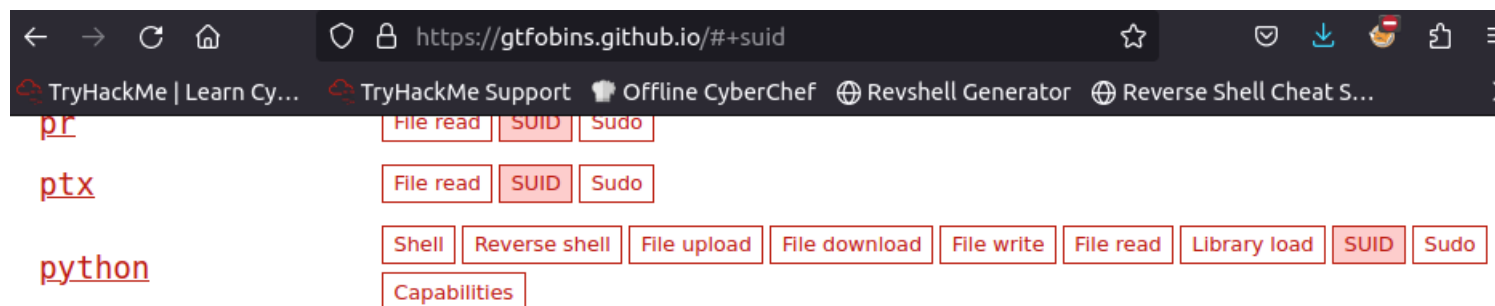 https://gtfobins.github.io/#+suid
TryHackMe | Learn Cy... TryHackMe Support Offline CyberChef Revshell Generator Reverse Shell Cheat S...
pr File read SUID Sudo
ptx File read SUID Sudo
python Shell Reverse shell File upload File download File write File read Library load SUID Sudo
Capabilities